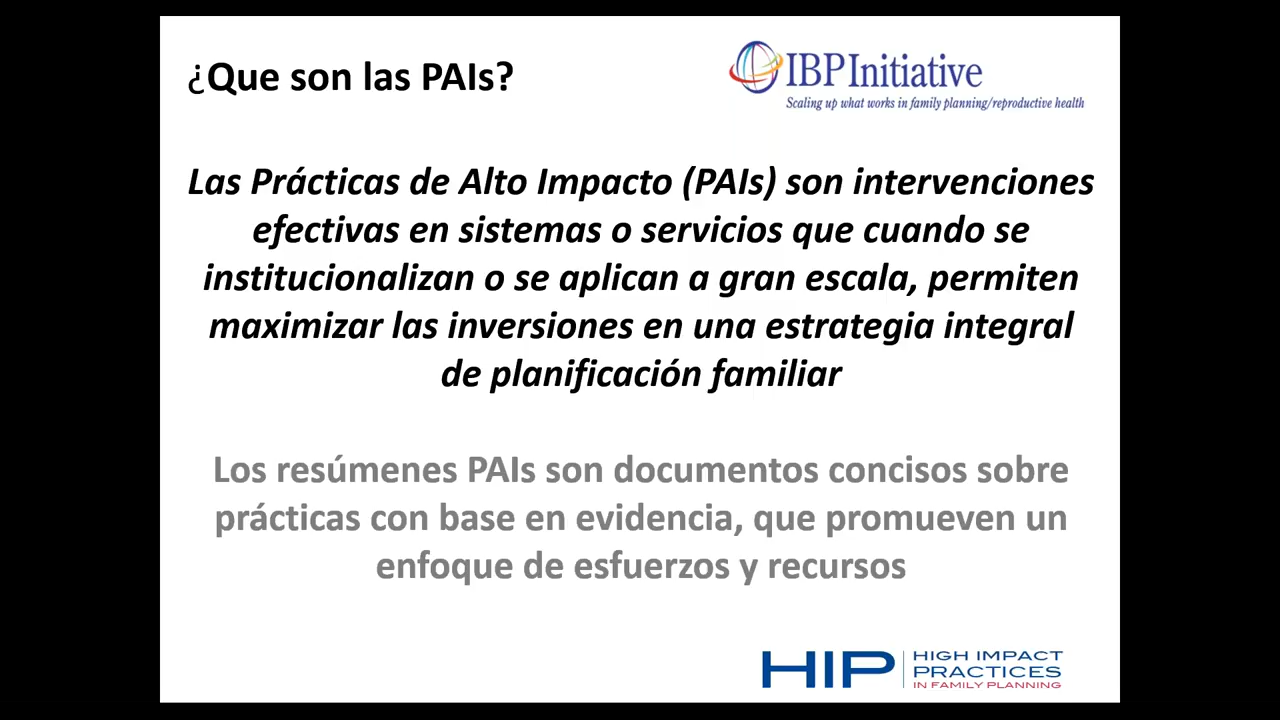 ¿Que son las PAIs?
IBPInitiative
Scaling up what works in family planning/reproductive health
Las Prácticas de Alto Impacto (PAIs) son intervenciones
efectivas en sistemas o servicios que cuando se
institucionalizan o se aplican a gran escala, permiten
maximizar las inversiones en una estrategia integral
de planificación familiar
Los resúmenes PAIs son documentos concisos sobre
prácticas con base en evidencia, que promueven un
enfoque de esfuerzos y recursos
HIP
HIGH IMPACT
PRACTICES
IN FAMILY PLANNING